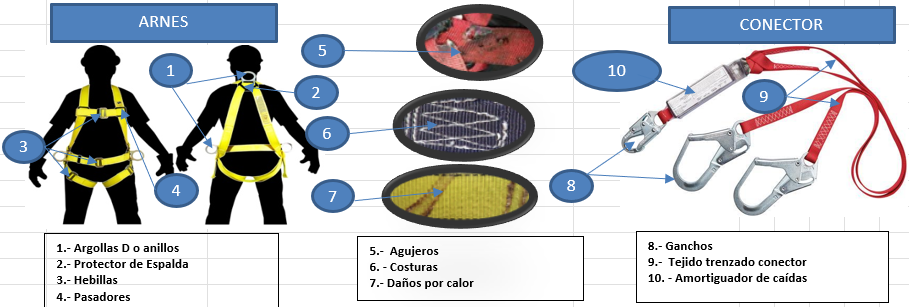 ARNES
CONECTOR
1
2
3
4
5
6
7
8
9
10
1.- Argollas D o anillos
2.- Protector de Espalda
3.- Hebillas
4.- Pasadores
5.-  Agujeros
6. - Costuras
7.- Daños por calor
8.- Ganchos
9.-  Tejido trenzado conector
10. - Amortiguador de caídas